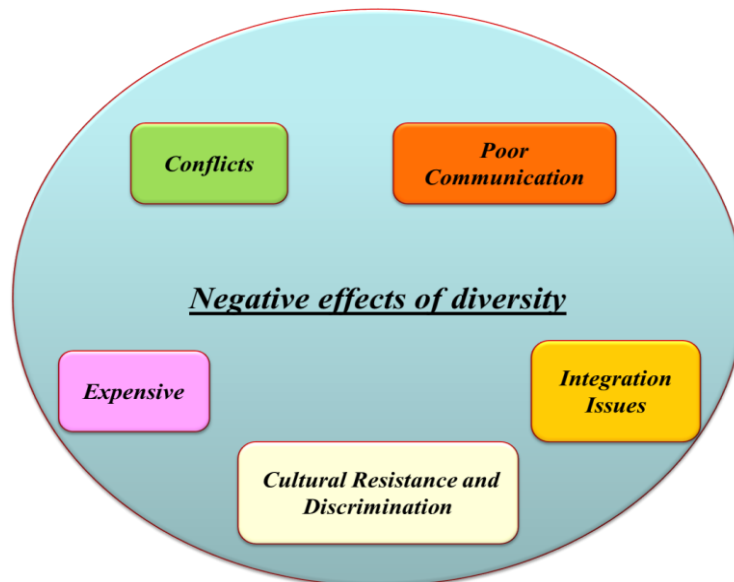 Conflicts
Poor
Communication
Negative effects of diversity
Expensive
Integration
Issues
Cultural Resistance and
Discrimination